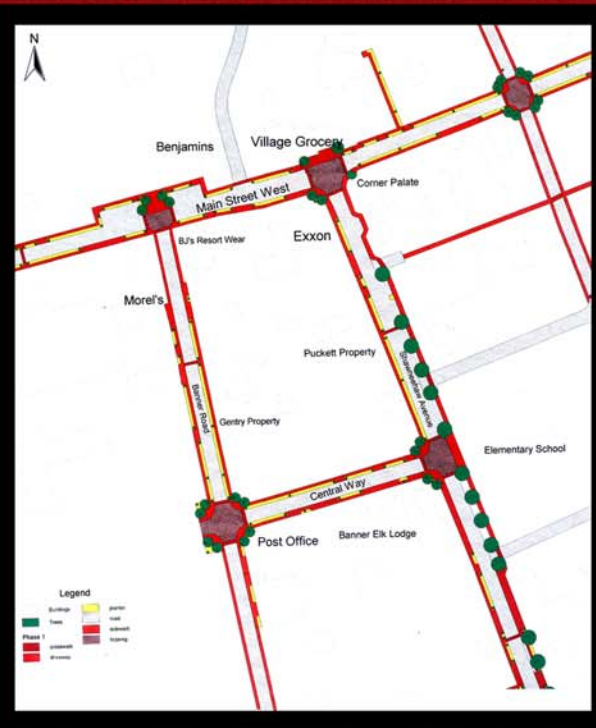 N
Village Grocery
Benjamins
Corner Palate
Main Street West
Exxon
BJ's Resort Wear
Morel's
Puckett Property
Shawneehaw Avenue
Banner Road
Gentry Property
Elementary School
Central Way
Banner Elk Lodge
Post Office
Legend
Buildings
planter
Trees
road
Phase 1
sidewalk
crosswalk
driveway